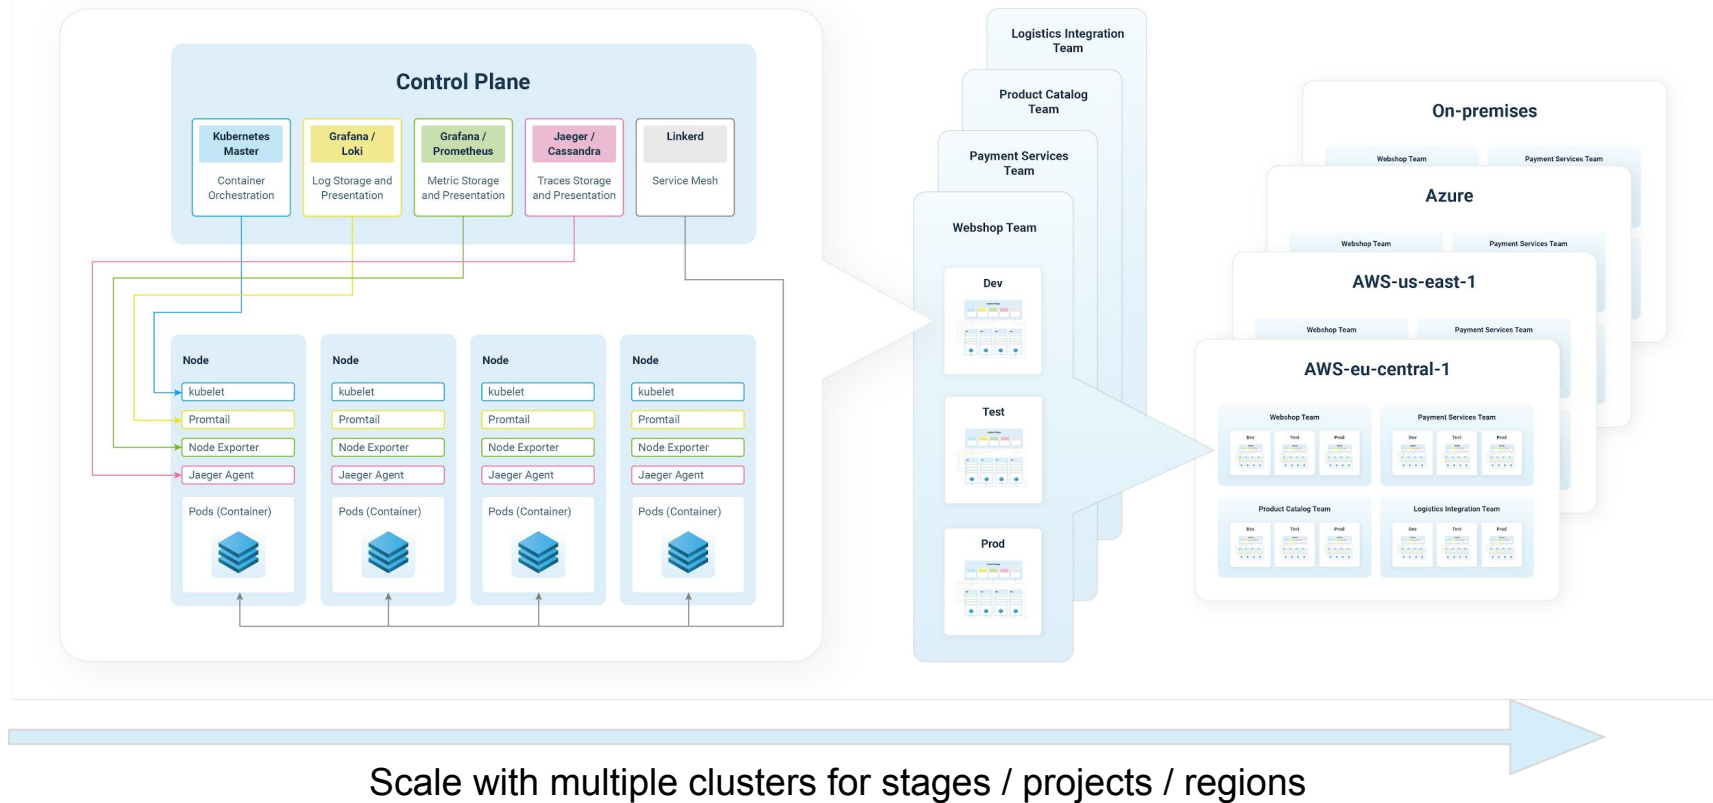 Control Plane
Kubernetes
Master
Container
Orchestration
Grafana /
Loki
Log Storage and
Presentation
Grafana /
Prometheus
Metric Storage
and Presentation
Jaeger /
Cassandra
Traces Storage
and Presentation
Linkerd
Service Mesh
Node
kubelet
Promtail
Node Exporter
Jaeger Agent
Pods (Container)
Node
kubelet
Promtail
Node Exporter
Jaeger Agent
Pods (Container)
Node
kubelet
Promtail
Node Exporter
Jaeger Agent
Pods (Container)
Node
kubelet
Promtail
Node Exporter
Jaeger Agent
Pods (Container)
Logistics Integration
Team
Product Catalog
Team
Payment Services
Team
Webshop Team
Dev
Test
Prod
On-premises
Webshop Team
Payment Services Team
Azure
Webshop Team
Payment Services Team
AWS-us-east-1
Webshop Team
Payment Services Team
AWS-eu-central-1
Webshop Team
Dev
Test
Prod
Payment Services Team
Dev
Test
Prod
Product Catalog Team
Dev
Test
Prod
Logistics Integration Team
Dev
Test
Prod
Scale with multiple clusters for stages / projects / regions